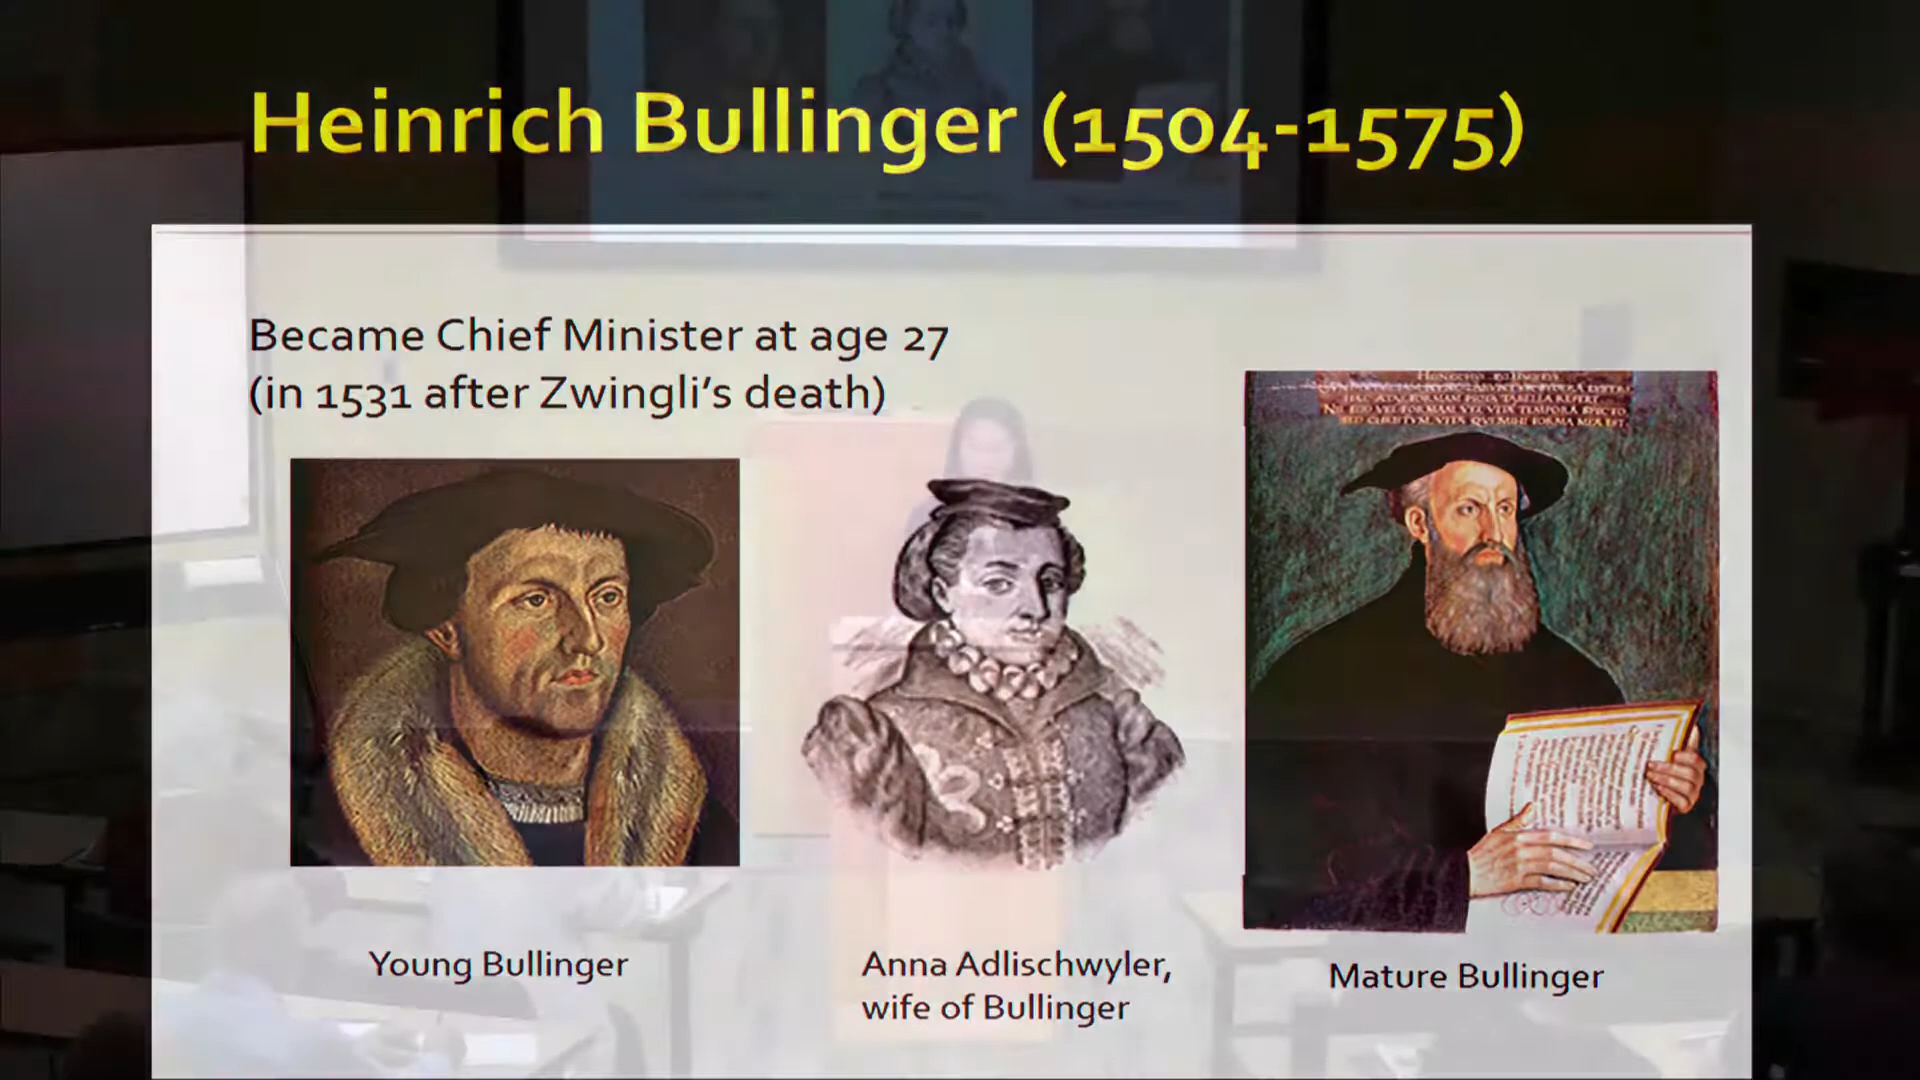 Heinrich Bullinger (1504-1575)
Became Chief Minister at age 27
(in 1531 after Zwingli's death)
Young Bullinger
Anna Adlischwyler,
wife of Bullinger
Mature Bullinger